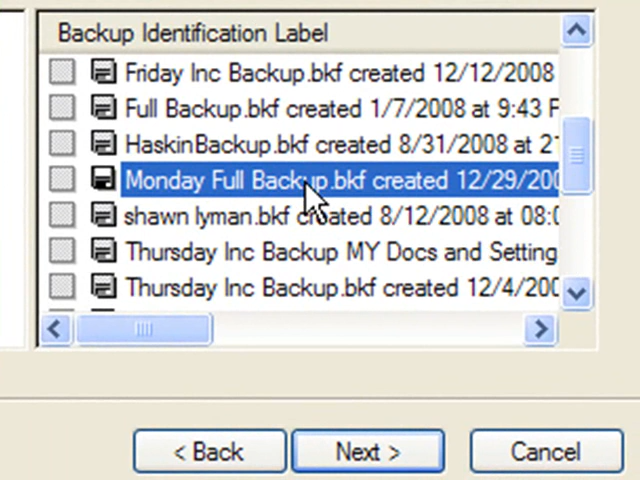 Backup Identification Label
Friday Inc Backup.bkf created 12/12/2008
Full Backup.bkf created 1/7/2008 at 9:43
HaskinBackup.bkf created 8/31/2008 at
Monday Full Backup.bkf created 12/29/200
shawn lyman.bkf created 8/12/2008 at 08:
Thursday Inc Backup MY Docs and Setting
Thursday Inc Backup.bkf created 12/4/200
< Back
Next >
Cancel